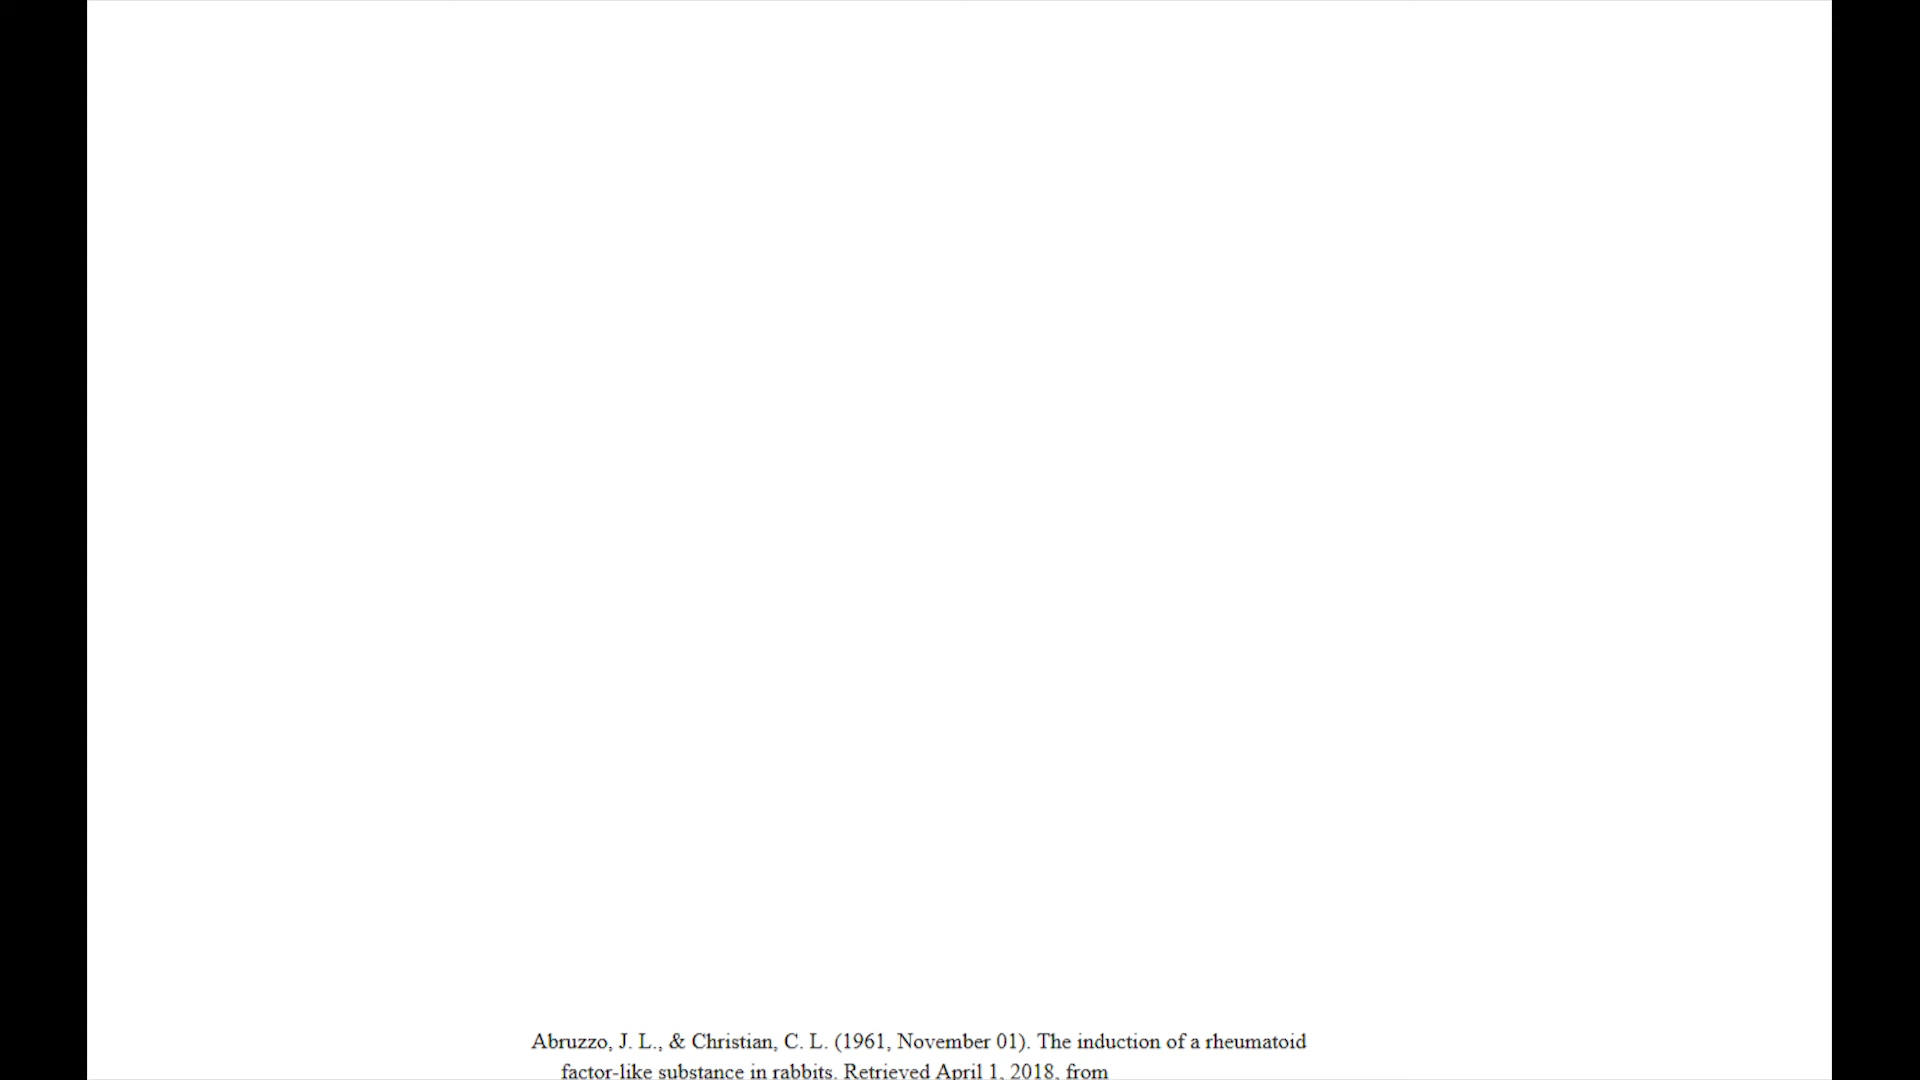 Abruzzo, J. L., & Christian, C. L. (1961, November 01). The induction of a rheumatoid
factor-like substance in rabbits. Retrieved April 1, 2018, from